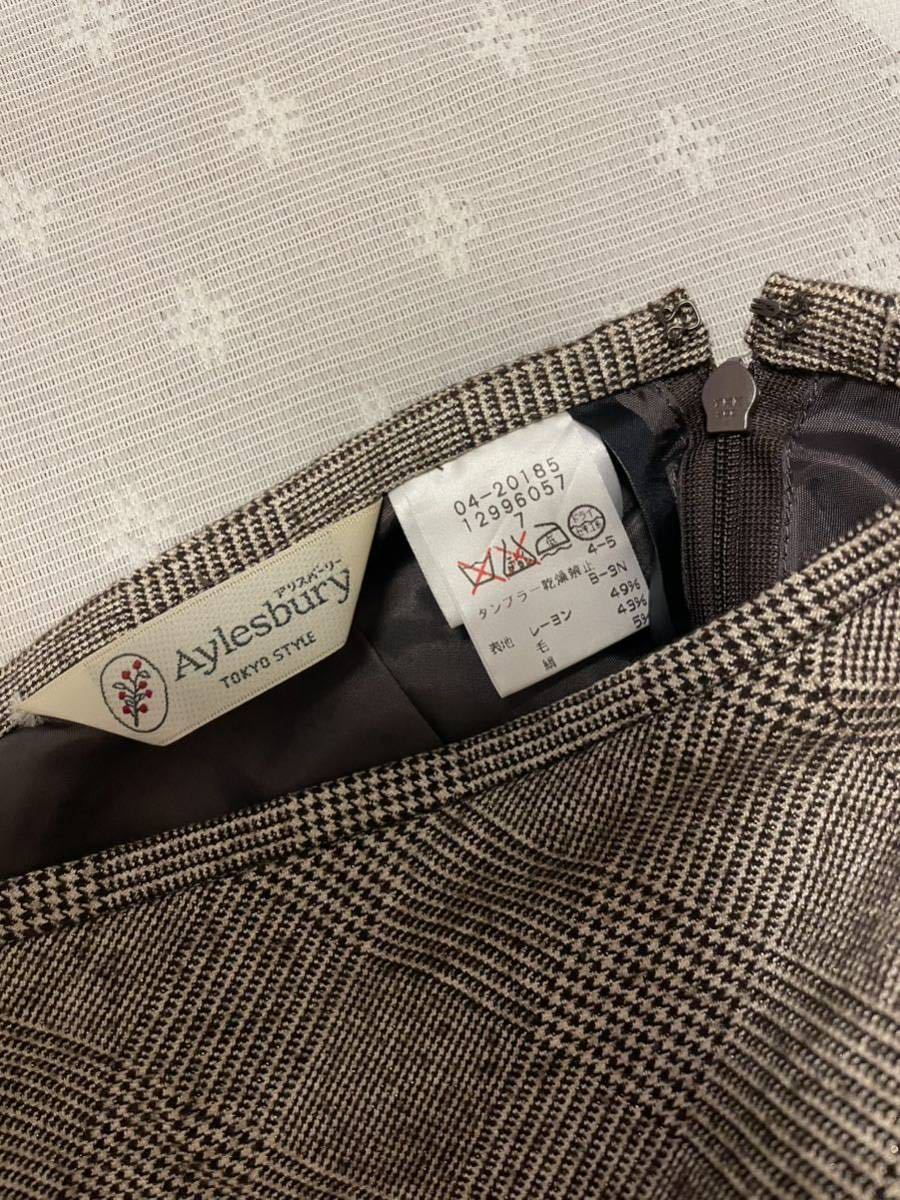 アリスバーリー
Aylesbury
TOKYO STYLE
04-20185
12996057
7
4-5
タンブラー乾燥禁止
B-9N
表地 レーヨン 49%
毛 43%
絹 5%